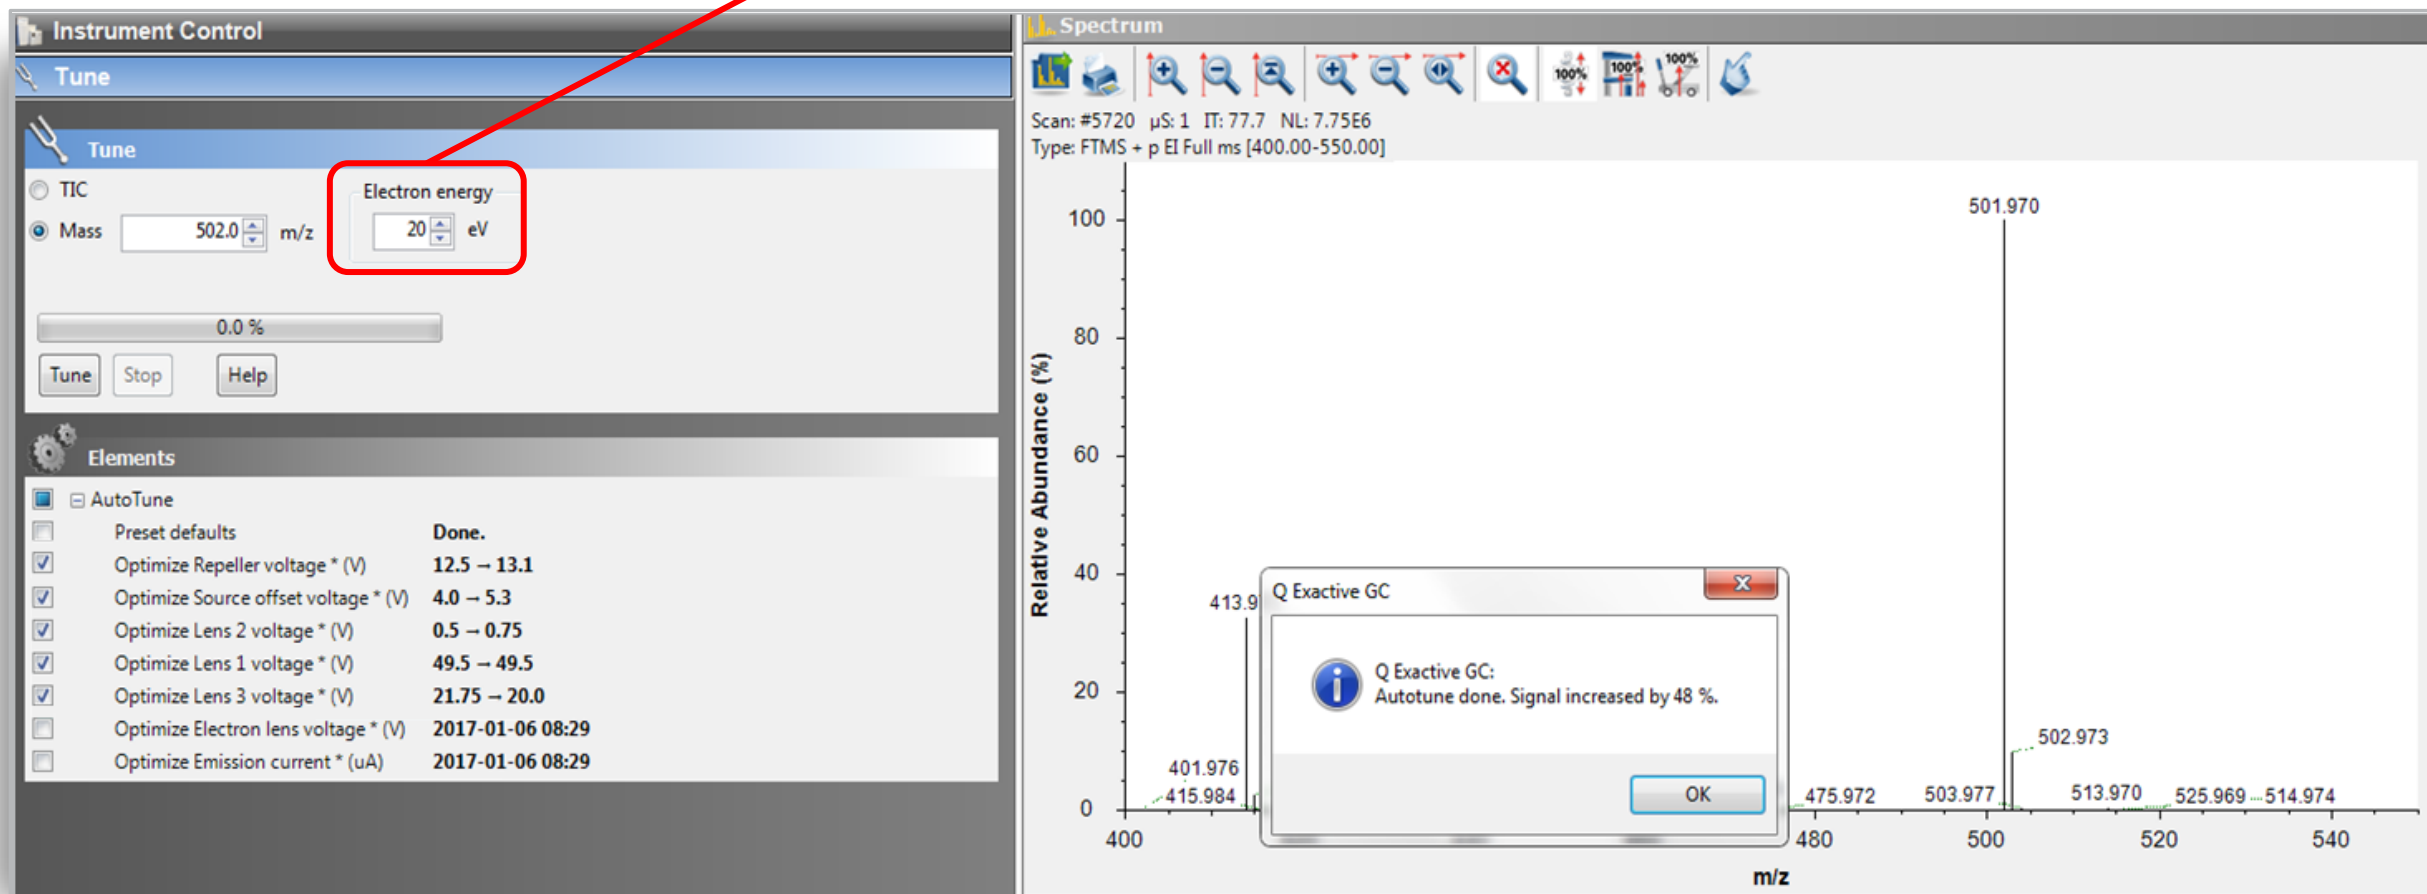 Instrument Control
Tune
Tune
TIC
Mass 502.0 m/z
Electron energy
20 eV
0.0 %
Tune Stop Help
Elements
AutoTune
Preset defaults Done.
Optimize Repeller voltage * (V) 12.5 → 13.1
Optimize Source offset voltage * (V) 4.0 → 5.3
Optimize Lens 2 voltage * (V) 0.5 → 0.75
Optimize Lens 1 voltage * (V) 49.5 → 49.5
Optimize Lens 3 voltage * (V) 21.75 → 20.0
Optimize Electron lens voltage * (V) 2017-01-06 08:29
Optimize Emission current * (uA) 2017-01-06 08:29
Spectrum
100% 100% 100%
Scan: #5720 µS: 1 IT: 77.7 NL: 7.75E6
Type: FTMS + p EI Full ms [400.00-550.00]
Relative Abundance (%)
100
80
60
40
20
0
501.970
413.9
401.976
415.984
502.973
475.972
503.977
513.970
525.969
514.974
Q Exactive GC
Q Exactive GC:
Autotune done. Signal increased by 48 %.
OK
400 480 500 520 540
m/z